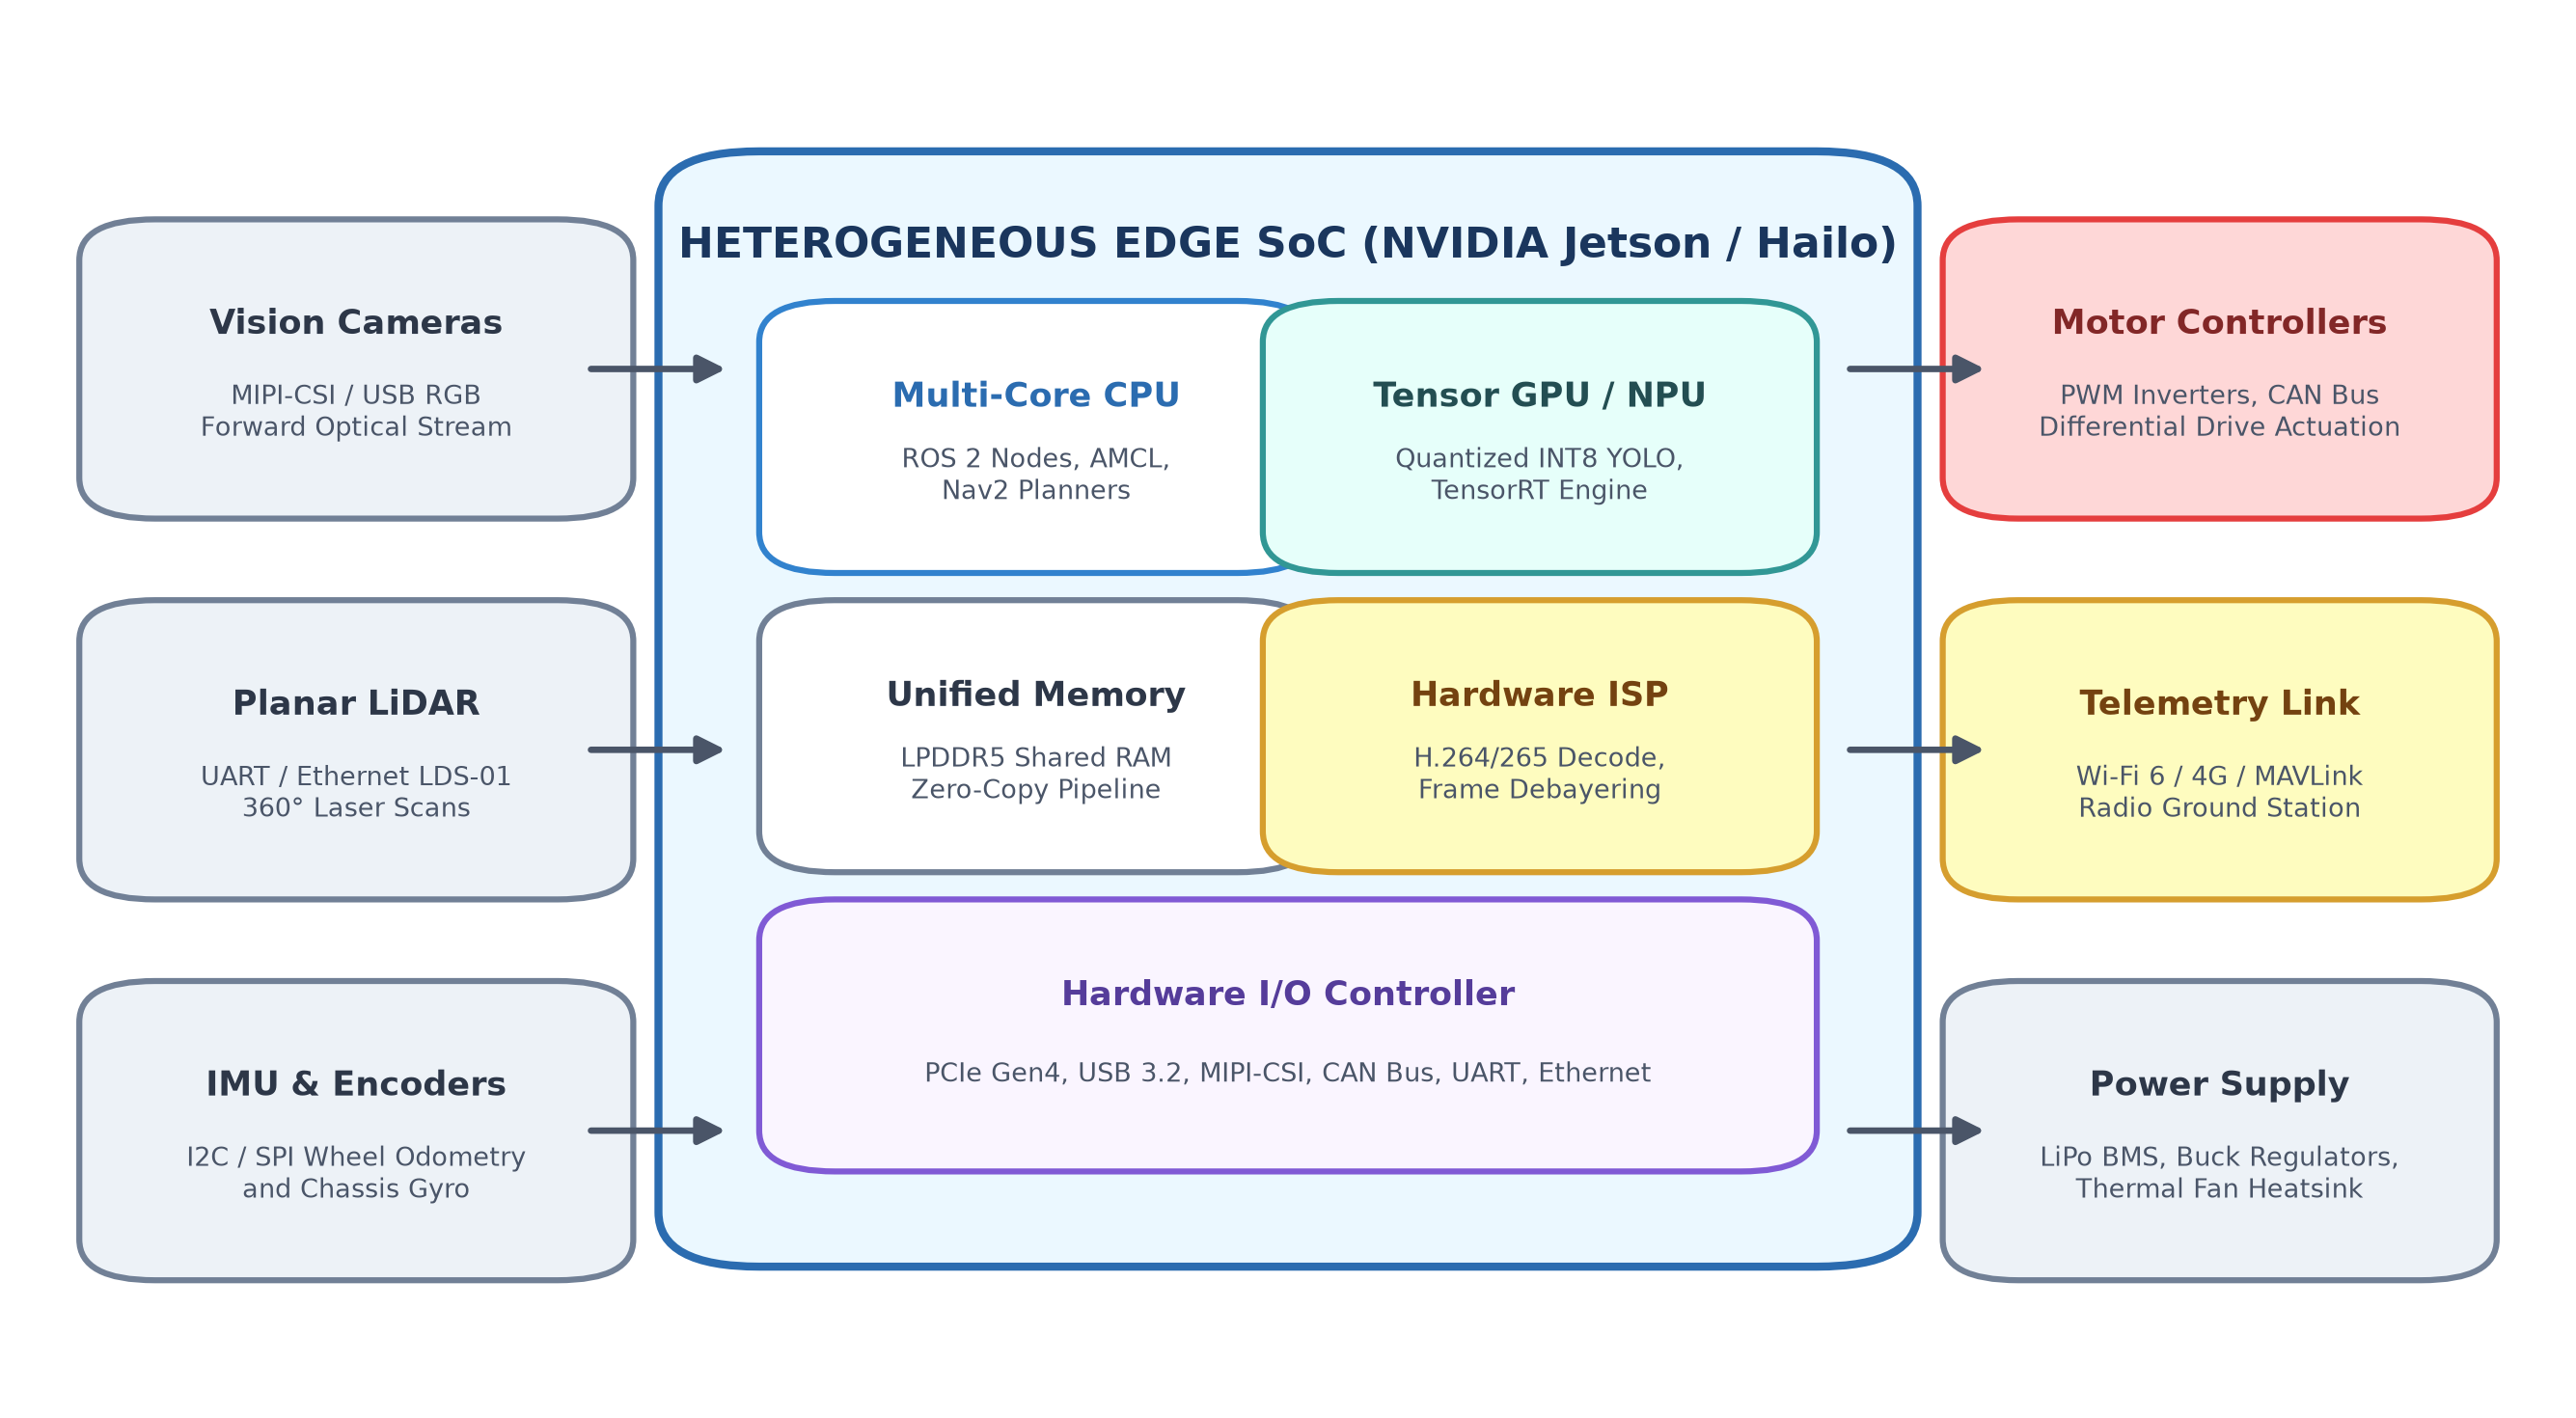 Vision Cameras
MIPI-CSI / USB RGB
Forward Optical Stream
Planar LiDAR
UART / Ethernet LDS-01
360° Laser Scans
IMU & Encoders
I2C / SPI Wheel Odometry
and Chassis Gyro
HETEROGENEOUS EDGE SoC (NVIDIA Jetson / Hailo)
Multi-Core CPU
ROS 2 Nodes, AMCL,
Nav2 Planners
Tensor GPU / NPU
Quantized INT8 YOLO,
TensorRT Engine
Unified Memory
LPDDR5 Shared RAM
Zero-Copy Pipeline
Hardware ISP
H.264/265 Decode,
Frame Debayering
Hardware I/O Controller
PCIe Gen4, USB 3.2, MIPI-CSI, CAN Bus, UART, Ethernet
Motor Controllers
PWM Inverters, CAN Bus
Differential Drive Actuation
Telemetry Link
Wi-Fi 6 / 4G / MAVLink
Radio Ground Station
Power Supply
LiPo BMS, Buck Regulators,
Thermal Fan Heatsink